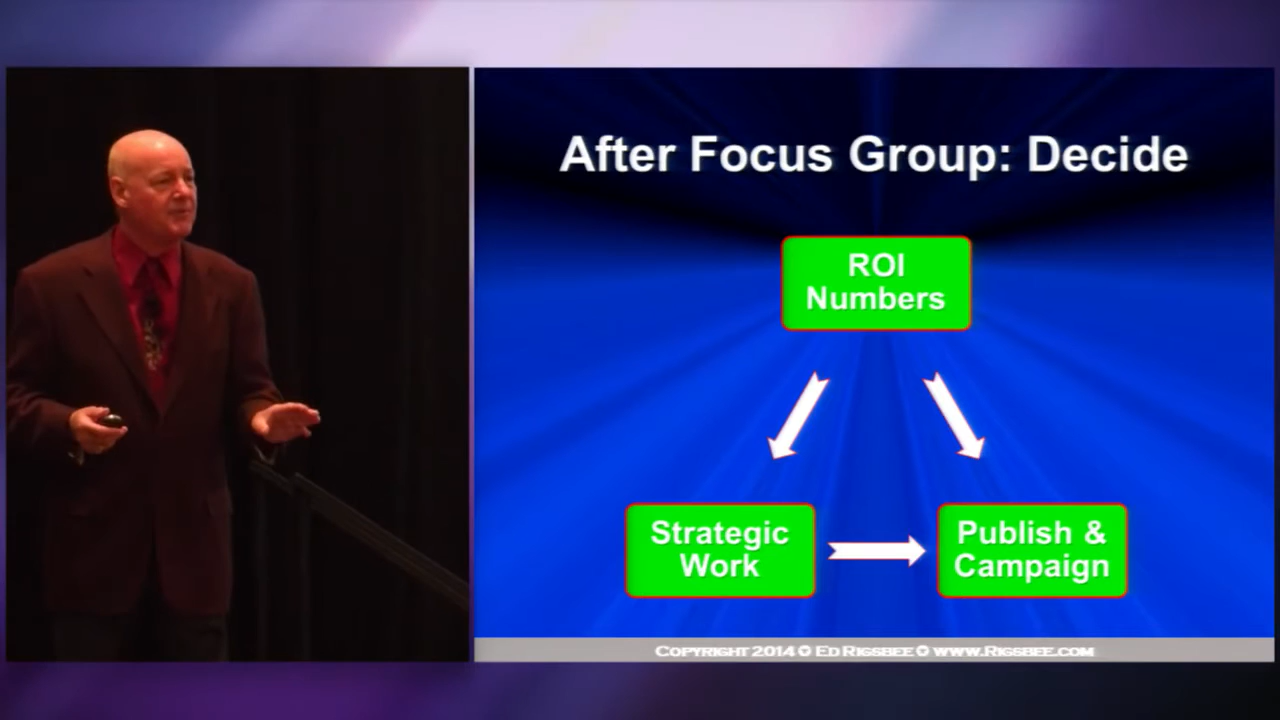 After Focus Group: Decide
ROI
Numbers
Strategic
Work
Publish &
Campaign
Copyright 2014 © Ed Rigsbee © www.Rigsbee.com